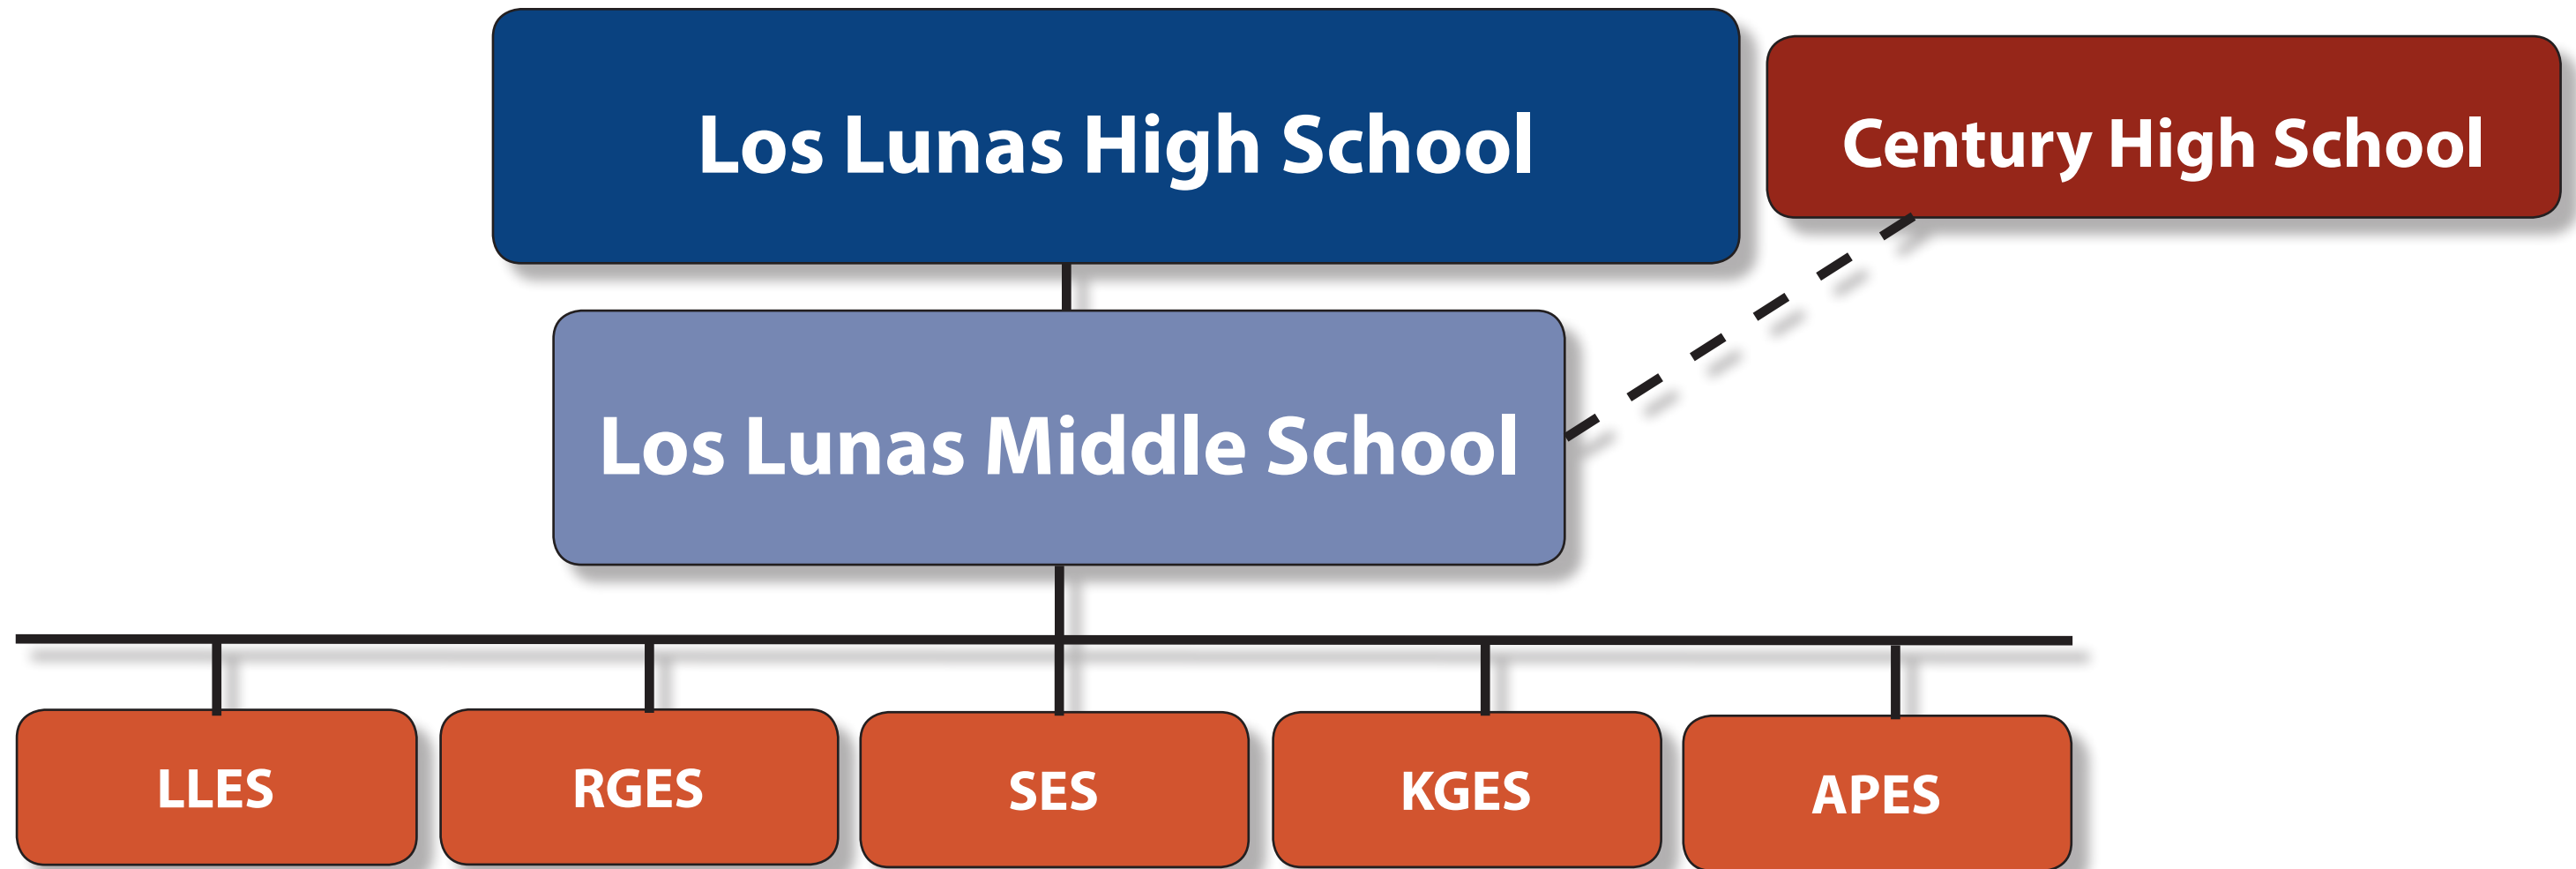 Los Lunas High School
Century High School
Los Lunas Middle School
LLES
RGES
SES
KGES
APES